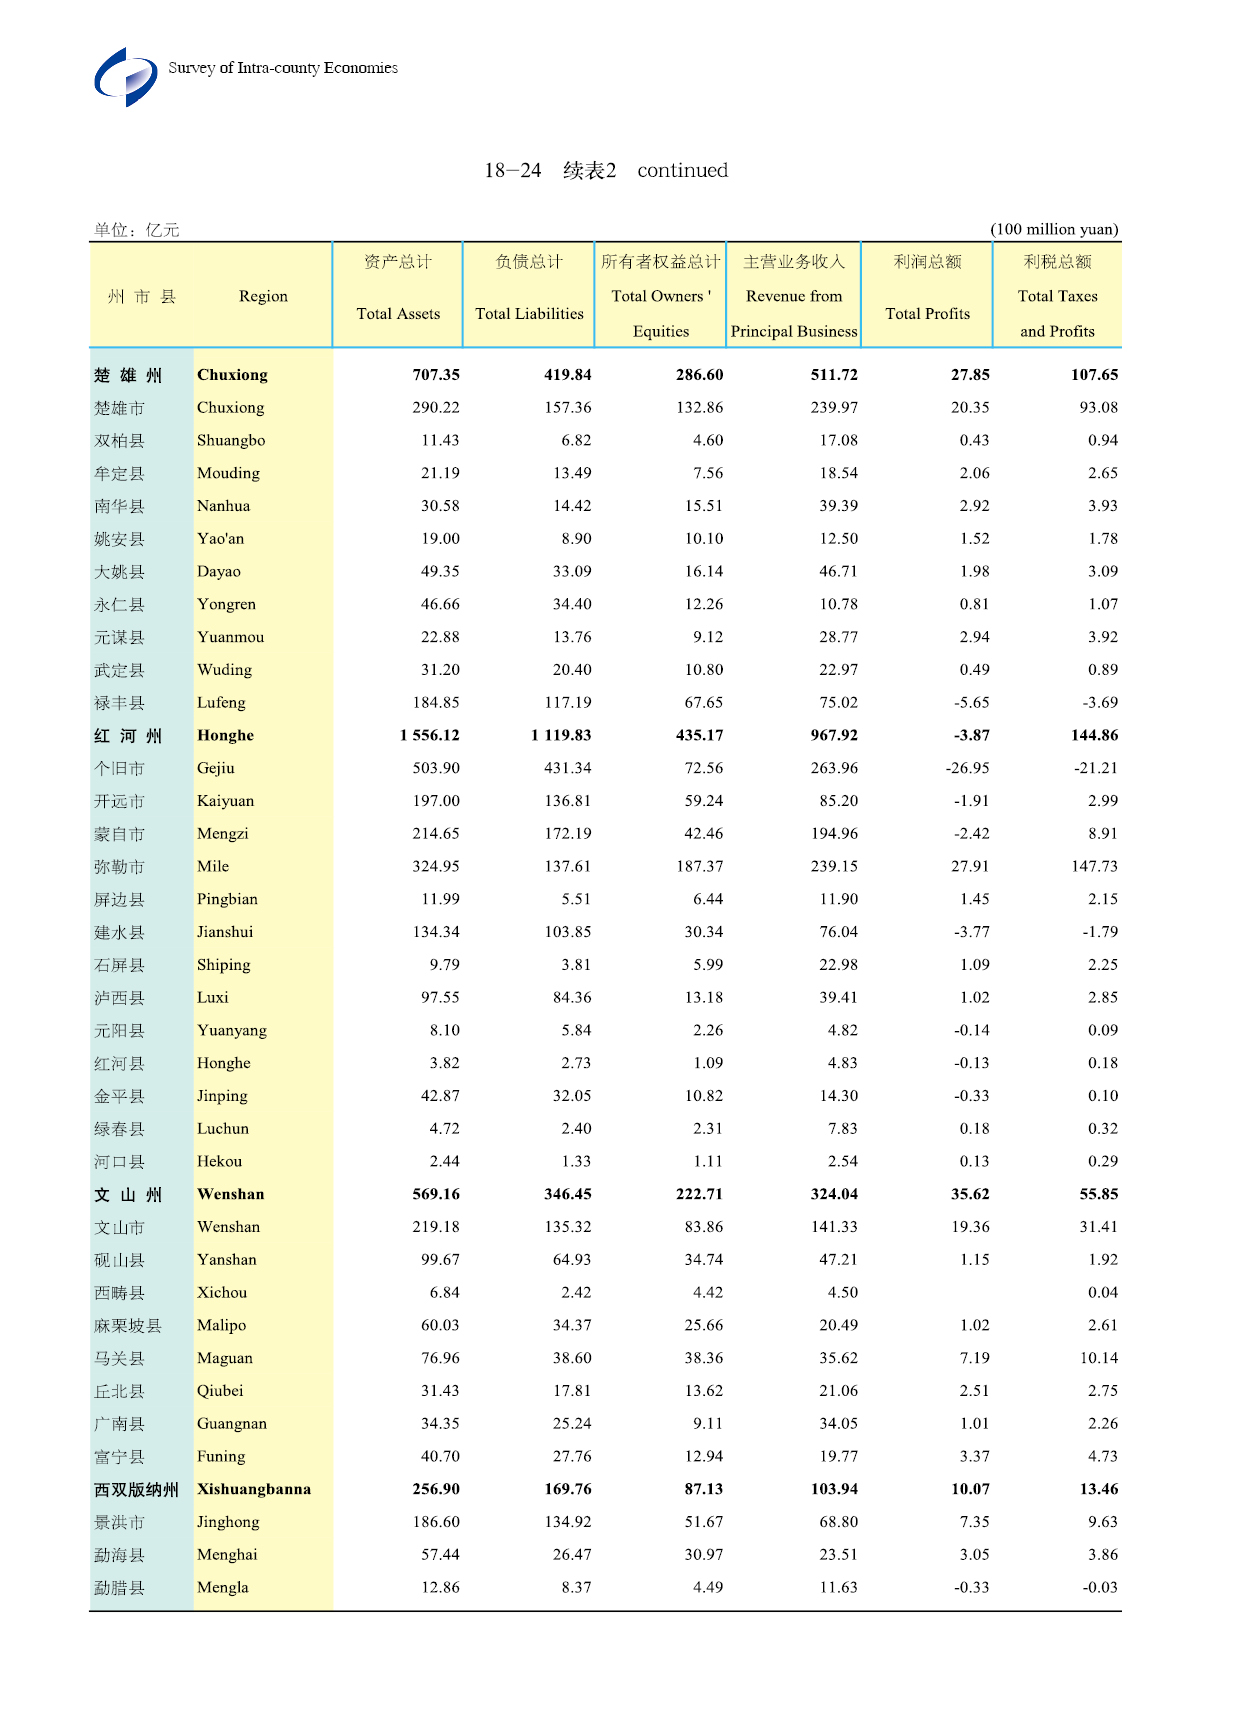 Survey of Intra-county Economies
18—24 续表2 continued
单位：亿元 (100 million yuan)
州 市 县 Region 资产总计 Total Assets 负债总计 Total Liabilities 所有者权益总计 Total Owners ' Equities 主营业务收入 Revenue from Principal Business 利润总额 Total Profits 利税总额 Total Taxes and Profits
楚 雄 州 Chuxiong 707.35 419.84 286.60 511.72 27.85 107.65
楚雄市 Chuxiong 290.22 157.36 132.86 239.97 20.35 93.08
双柏县 Shuangbo 11.43 6.82 4.60 17.08 0.43 0.94
牟定县 Mouding 21.19 13.49 7.56 18.54 2.06 2.65
南华县 Nanhua 30.58 14.42 15.51 39.39 2.92 3.93
姚安县 Yao'an 19.00 8.90 10.10 12.50 1.52 1.78
大姚县 Dayao 49.35 33.09 16.14 46.71 1.98 3.09
永仁县 Yongren 46.66 34.40 12.26 10.78 0.81 1.07
元谋县 Yuanmou 22.88 13.76 9.12 28.77 2.94 3.92
武定县 Wuding 31.20 20.40 10.80 22.97 0.49 0.89
禄丰县 Lufeng 184.85 117.19 67.65 75.02 -5.65 -3.69
红 河 州 Honghe 1 556.12 1 119.83 435.17 967.92 -3.87 144.86
个旧市 Gejiu 503.90 431.34 72.56 263.96 -26.95 -21.21
开远市 Kaiyuan 197.00 136.81 59.24 85.20 -1.91 2.99
蒙自市 Mengzi 214.65 172.19 42.46 194.96 -2.42 8.91
弥勒市 Mile 324.95 137.61 187.37 239.15 27.91 147.73
屏边县 Pingbian 11.99 5.51 6.44 11.90 1.45 2.15
建水县 Jianshui 134.34 103.85 30.34 76.04 -3.77 -1.79
石屏县 Shiping 9.79 3.81 5.99 22.98 1.09 2.25
泸西县 Luxi 97.55 84.36 13.18 39.41 1.02 2.85
元阳县 Yuanyang 8.10 5.84 2.26 4.82 -0.14 0.09
红河县 Honghe 3.82 2.73 1.09 4.83 -0.13 0.18
金平县 Jinping 42.87 32.05 10.82 14.30 -0.33 0.10
绿春县 Luchun 4.72 2.40 2.31 7.83 0.18 0.32
河口县 Hekou 2.44 1.33 1.11 2.54 0.13 0.29
文 山 州 Wenshan 569.16 346.45 222.71 324.04 35.62 55.85
文山市 Wenshan 219.18 135.32 83.86 141.33 19.36 31.41
砚山县 Yanshan 99.67 64.93 34.74 47.21 1.15 1.92
西畴县 Xichou 6.84 2.42 4.42 4.50 0.04
麻栗坡县 Malipo 60.03 34.37 25.66 20.49 1.02 2.61
马关县 Maguan 76.96 38.60 38.36 35.62 7.19 10.14
丘北县 Qiubei 31.43 17.81 13.62 21.06 2.51 2.75
广南县 Guangnan 34.35 25.24 9.11 34.05 1.01 2.26
富宁县 Funing 40.70 27.76 12.94 19.77 3.37 4.73
西双版纳州 Xishuangbanna 256.90 169.76 87.13 103.94 10.07 13.46
景洪市 Jinghong 186.60 134.92 51.67 68.80 7.35 9.63
勐海县 Menghai 57.44 26.47 30.97 23.51 3.05 3.86
勐腊县 Mengla 12.86 8.37 4.49 11.63 -0.33 -0.03